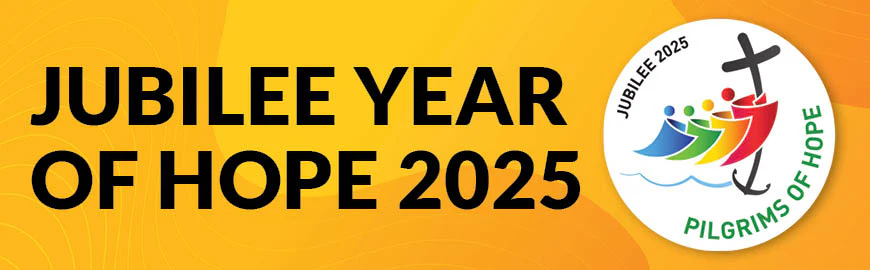 JUBILEE YEAR
OF HOPE 2025
JUBILEE 2025
PILGRIMS OF HOPE